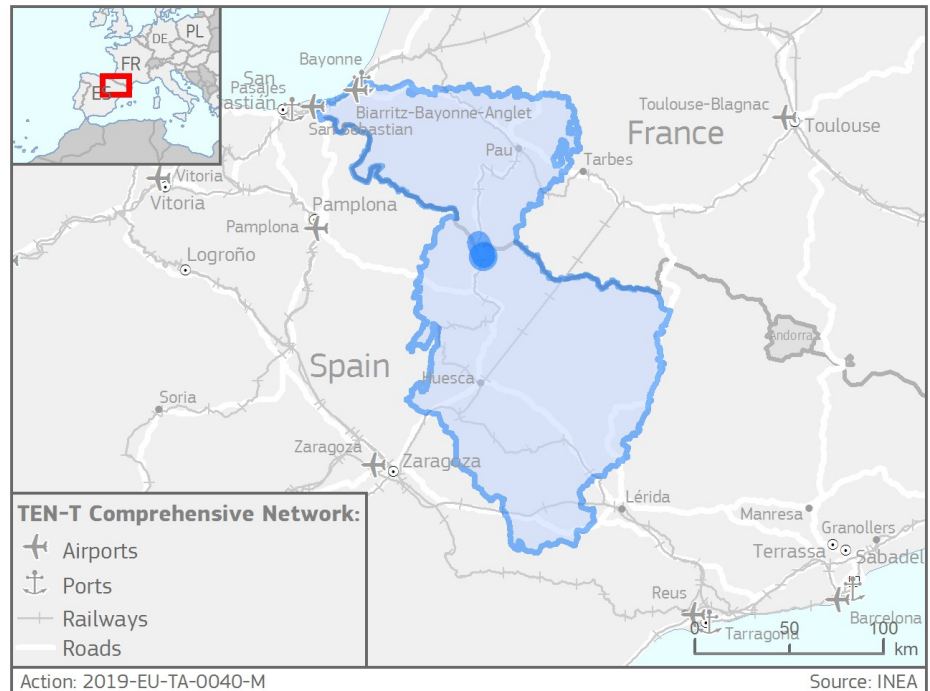 DE
PL
FR
ES
Bayonne
San
Pasajes
Sebastián
Biarritz-Bayonne-Anglet
San Sebastian
Toulouse-Blagnac
Toulouse
France
Pau
Tarbes
Vitoria
Vitoria
Pamplona
Pamplona
Logroño
Andorra
Spain
Huesca
Soria
Zaragoza
Zaragoza
Lérida
Manresa
Granollers
Terrassa
Sabadel
Reus
Barcelona
Tarragona
0 50 100
km
TEN-T Comprehensive Network:
Airports
Ports
Railways
Roads
Action: 2019-EU-TA-0040-M
Source: INEA